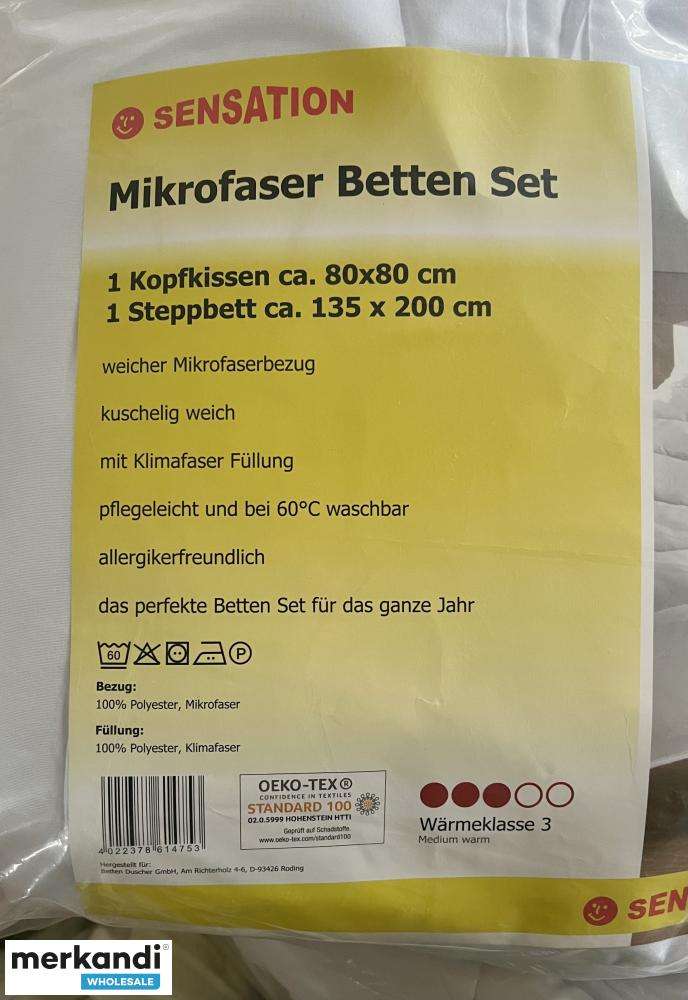 SENSATION
Mikrofaser Betten Set
1 Kopfkissen ca. 80x80 cm
1 Steppbett ca. 135 x 200 cm
weicher Mikrofaserbezug
kuschelig weich
mit Klimafaser Füllung
pflegeleicht und bei 60°C waschbar
allergikerfreundlich
das perfekte Betten Set für das ganze Jahr
60 P
Bezug:
100% Polyester, Mikrofaser
Füllung:
100% Polyester, Klimafaser
4 022378 614753
OEKO-TEX®
CONFIDENCE IN TEXTILES
STANDARD 100
02.0.5999 HOHENSTEIN HTTI
Geprüft auf Schadstoffe.
www.oeko-tex.com/standard100
Wärmeklasse 3
Medium warm
Hergestellt für:
Betten Duscher GmbH, Am Richterholz 4-6, D-93426 Roding
SEN
merkandi®
WHOLESALE